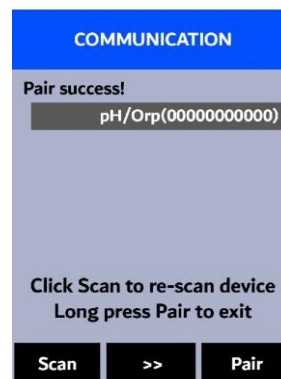 COMMUNICATION
Pair success!
pH/Orp(00000000000)
Click Scan to re-scan device
Long press Pair to exit
Scan >> Pair